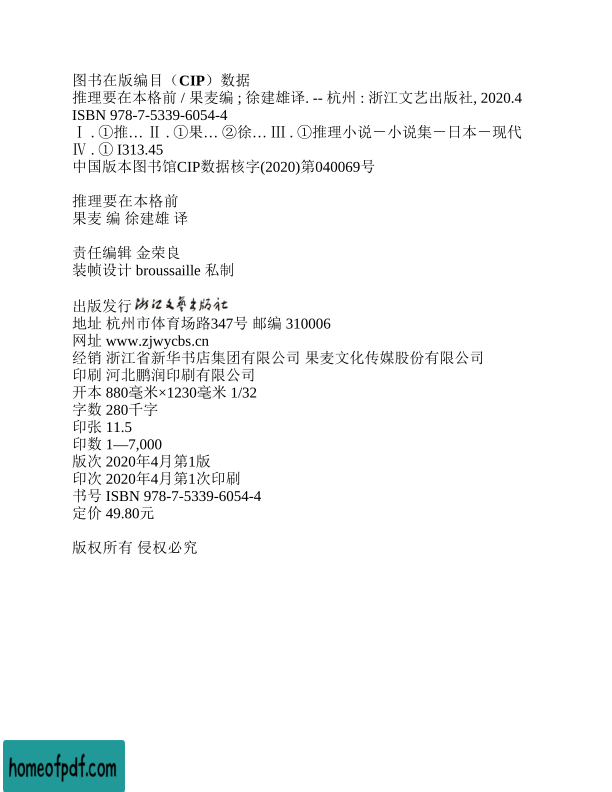 图书在版编目（CIP）数据
推理要在本格前 / 果麦编 ; 徐建雄译. -- 杭州 : 浙江文艺出版社, 2020.4
ISBN 978-7-5339-6054-4
Ⅰ . ①推… Ⅱ . ①果… ②徐… Ⅲ . ①推理小说－小说集－日本－现代
Ⅳ . ① I313.45
中国版本图书馆CIP数据核字(2020)第040069号
推理要在本格前
果麦 编 徐建雄 译
责任编辑 金荣良
装帧设计 broussaille 私制
出版发行 浙江文艺出版社
地址 杭州市体育场路347号 邮编 310006
网址 www.zjwycbs.cn
经销 浙江省新华书店集团有限公司 果麦文化传媒股份有限公司
印刷 河北鹏润印刷有限公司
开本 880毫米×1230毫米 1/32
字数 280千字
印张 11.5
印数 1—7,000
版次 2020年4月第1版
印次 2020年4月第1次印刷
书号 ISBN 978-7-5339-6054-4
定价 49.80元
版权所有 侵权必究
homeofpdf.com